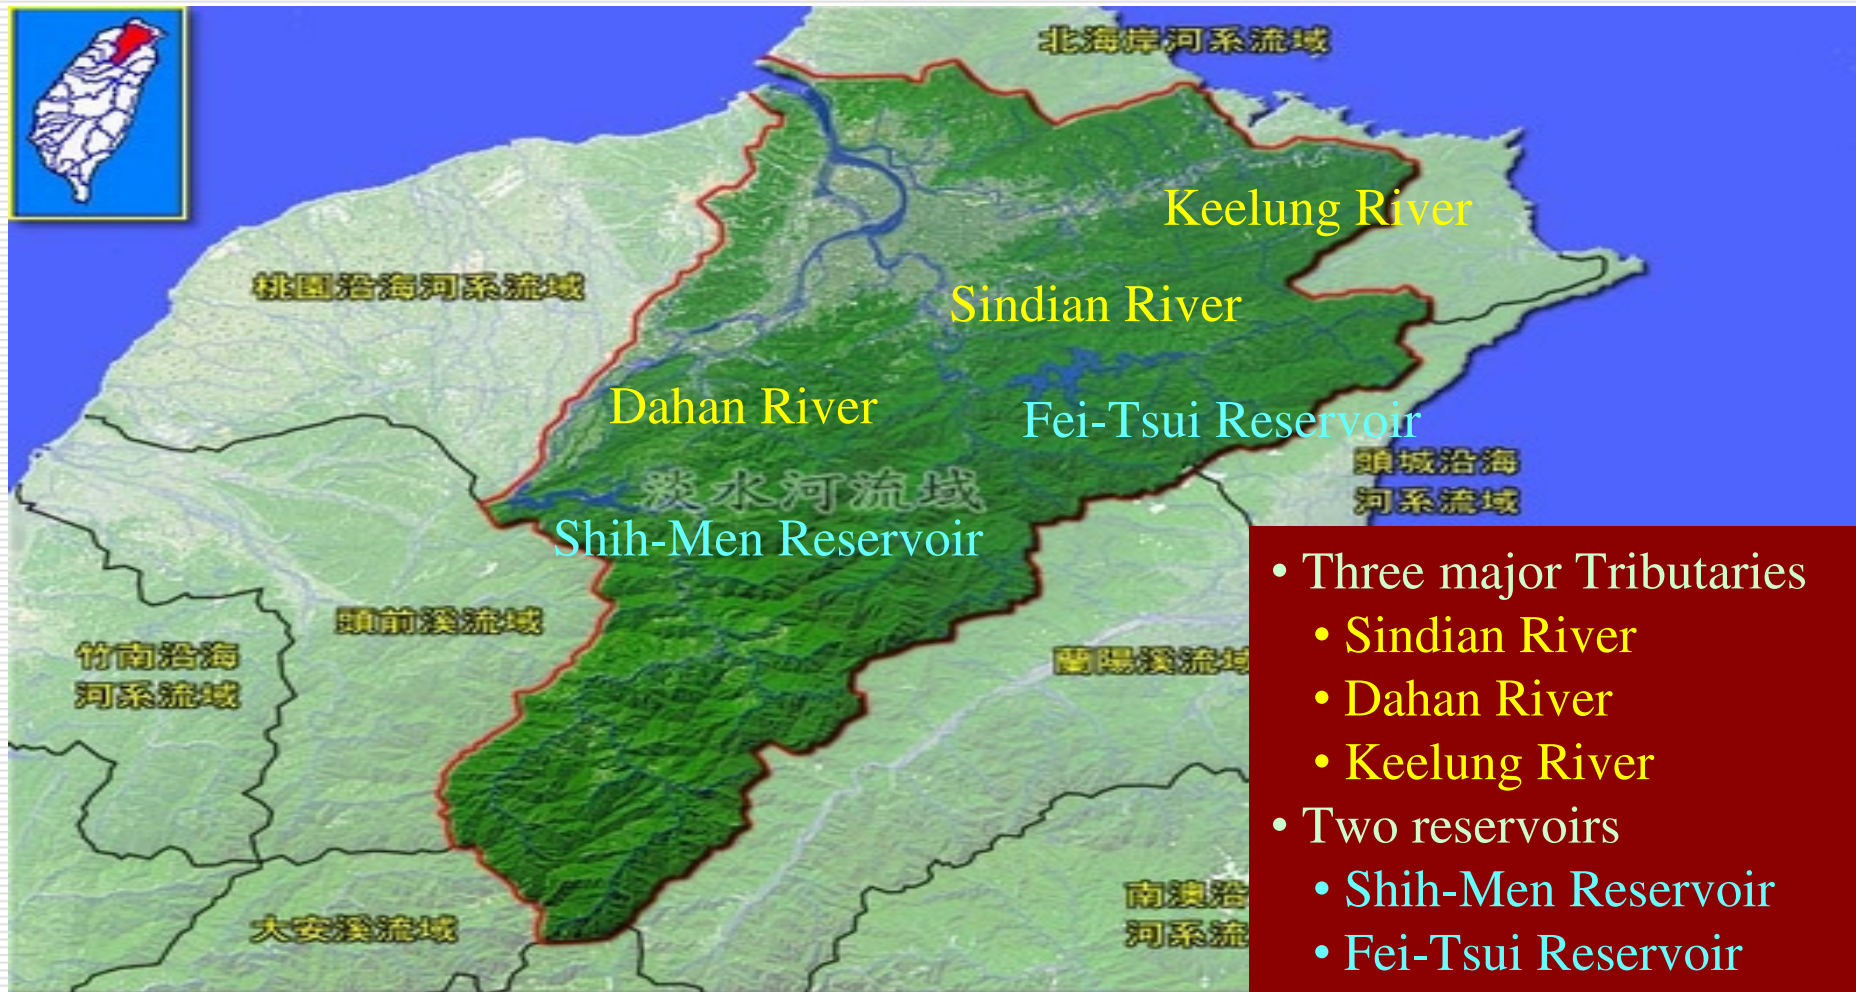 北海岸河系流域
Keelung River
桃園沿海河系流域
Sindian River
Dahan River
Fei-Tsui Reservoir
頭城沿海
河系流域
淡水河流域
Shih-Men Reservoir
頭前溪流域
竹南沿海
河系流域
蘭陽溪流域
大安溪流域
南澳沿
河系流
• Three major Tributaries
• Sindian River
• Dahan River
• Keelung River
• Two reservoirs
• Shih-Men Reservoir
• Fei-Tsui Reservoir